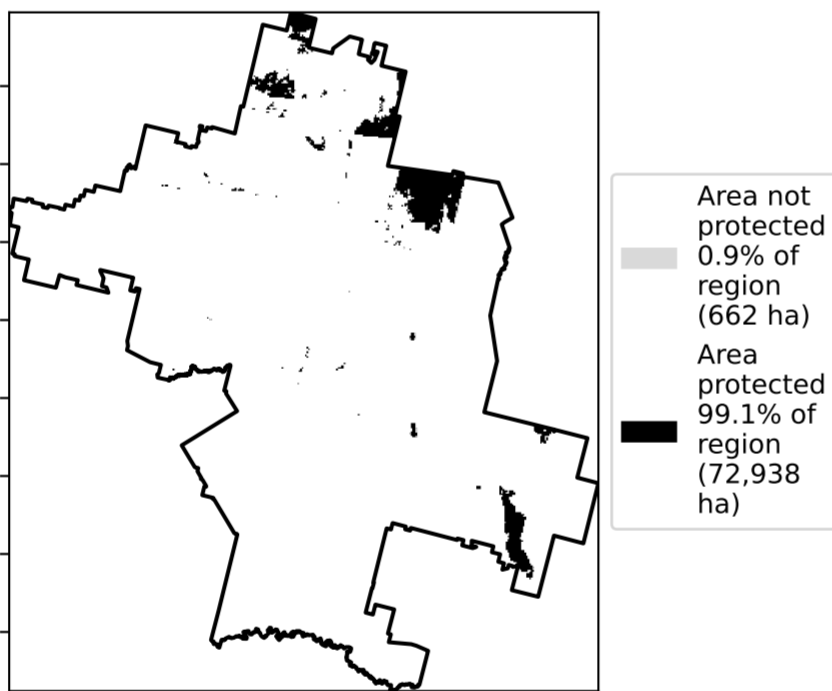 Area not
protected
0.9% of
region
(662 ha)
Area
protected
99.1% of
region
(72,938
ha)